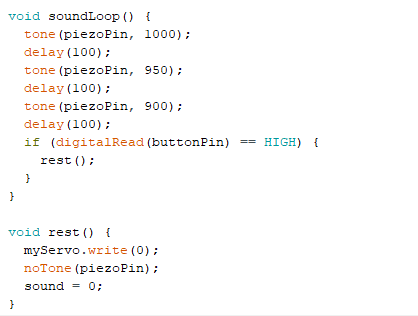 void soundLoop() {
  tone(piezoPin, 1000);
  delay(100);
  tone(piezoPin, 950);
  delay(100);
  tone(piezoPin, 900);
  delay(100);
  if (digitalRead(buttonPin) == HIGH) {
    rest();
  }
}

void rest() {
  myServo.write(0);
  noTone(piezoPin);
  sound = 0;
}